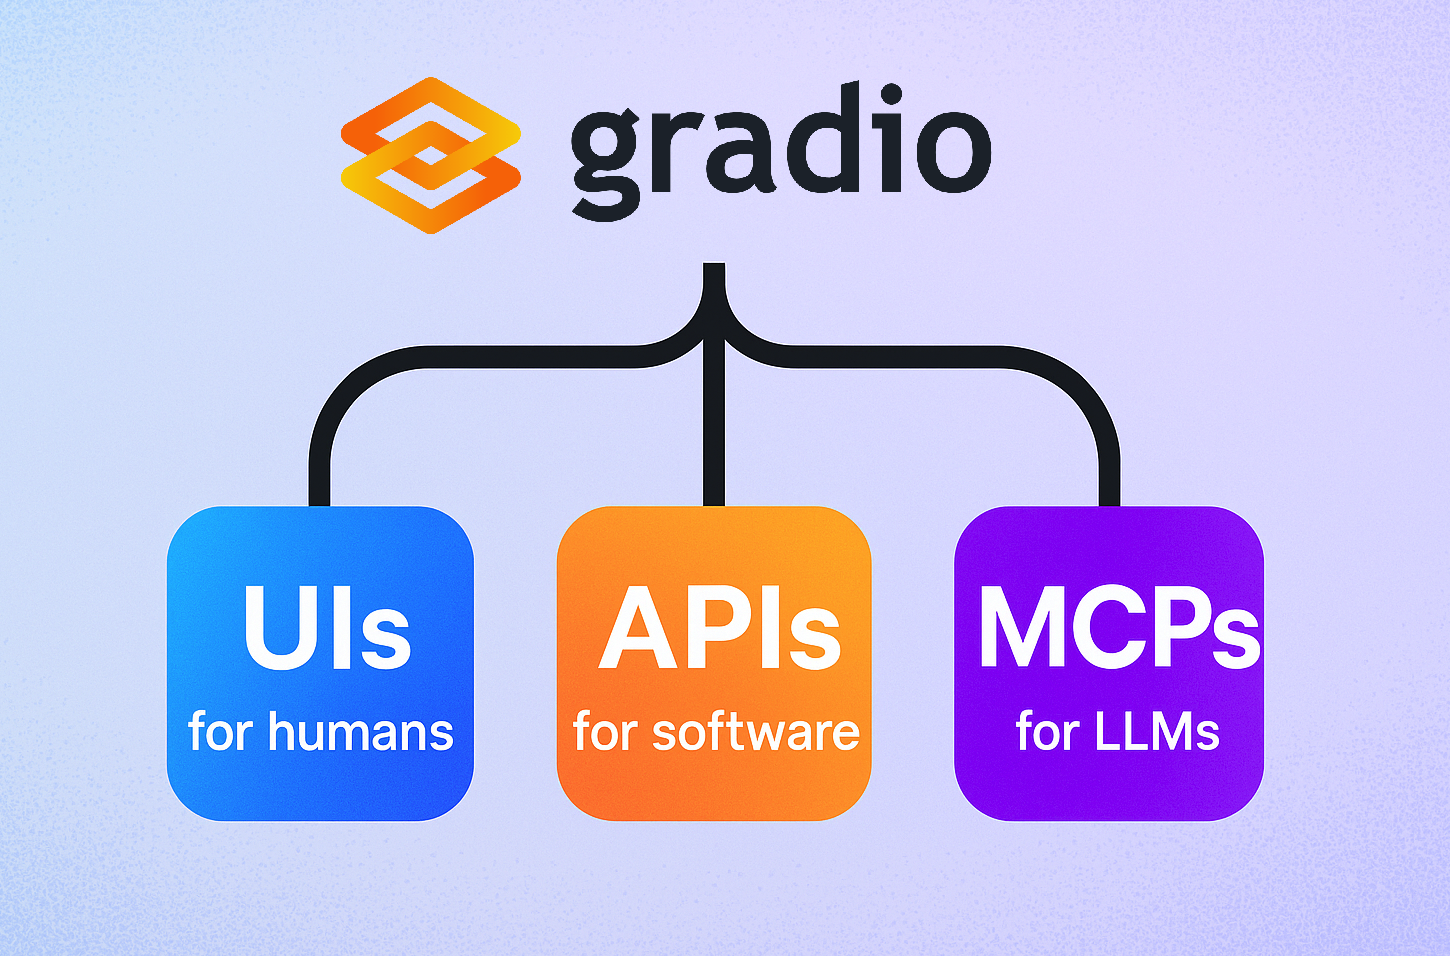 gradio
UIs
for humans
APIs
for software
MCPs
for LLMs